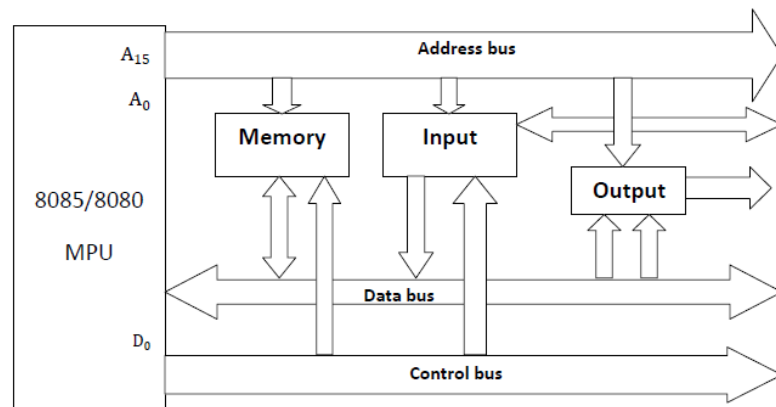 Address bus
A₁₅
A₀
Memory
Input
Output
8085/8080
MPU
Data bus
D₀
Control bus